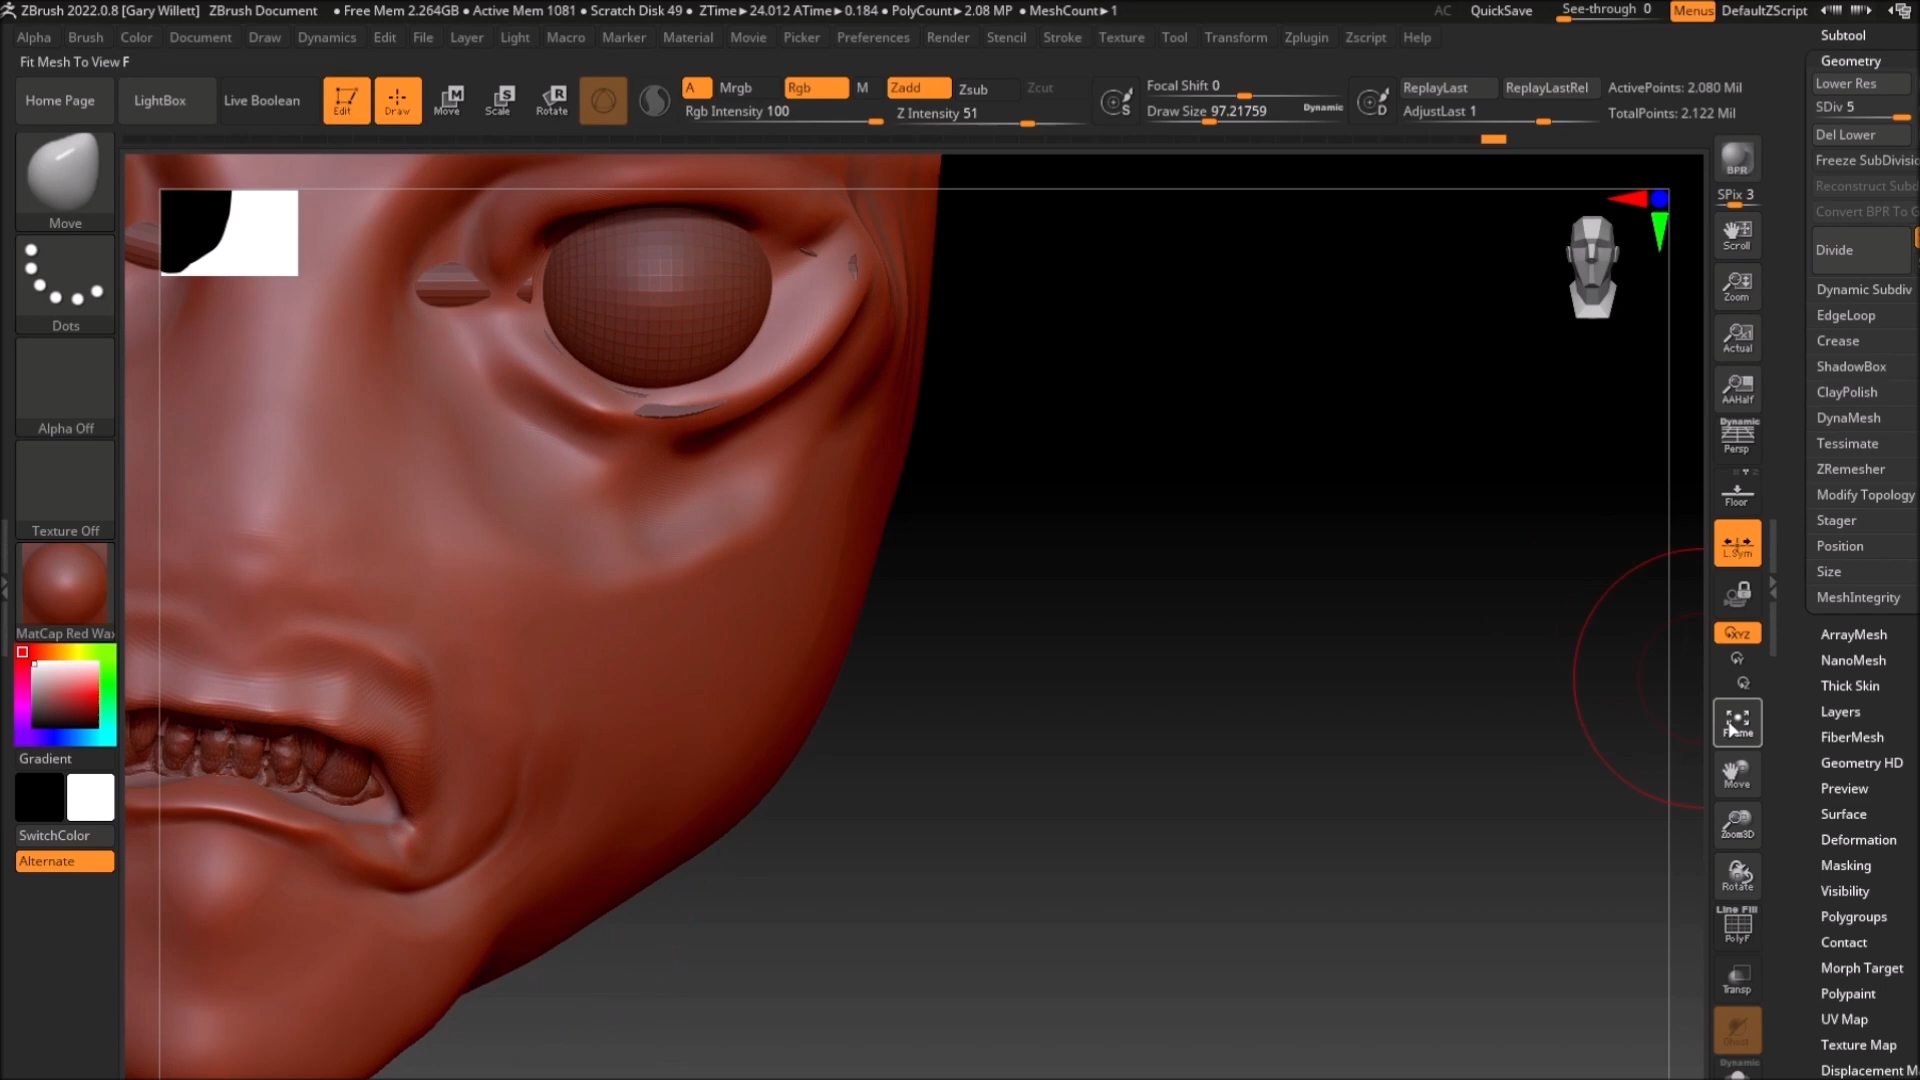 ZBrush 2022.0.8 [Gary Willett] ZBrush Document • Free Mem 2.264GB • Active Mem 1081 • Scratch Disk 49 • ZTime►24.012 ATime►0.184 • PolyCount►2.08 MP • MeshCount►1 AC QuickSave See-through 0 Menus DefaultZScript
Alpha Brush Color Document Draw Dynamics Edit File Layer Light Macro Marker Material Movie Picker Preferences Render Stencil Stroke Texture Tool Transform Zplugin Zscript Help
Fit Mesh To View F
Home Page LightBox Live Boolean Edit Draw Move Scale Rotate
M S R
A Mrgb Rgb M Zadd Zsub Zcut
Rgb Intensity 100 Z Intensity 51
S Focal Shift 0
Draw Size 97.21759 Dynamic
D ReplayLast ReplayLastRel ActivePoints: 2.080 Mil
AdjustLast 1 TotalPoints: 2.122 Mil
Move
Dots
Alpha Off
Texture Off
MatCap Red Wax
Gradient
SwitchColor
Alternate
BPR
SPix 3
Scroll
Zoom
Actual
AAHalf
Dynamic
Persp
Floor
L.Sym
XYZ
Y
Z
Frame
Move
Zoom3D
Rotate
Line Fill
PolyF
Transp
Ghost
Dynamic
Subtool
Geometry
Lower Res
SDiv 5
Del Lower
Freeze SubDivisio
Reconstruct Subd
Convert BPR To G
Divide
Dynamic Subdiv
EdgeLoop
Crease
ShadowBox
ClayPolish
DynaMesh
Tessimate
ZRemesher
Modify Topology
Stager
Position
Size
MeshIntegrity
ArrayMesh
NanoMesh
Thick Skin
Layers
FiberMesh
Geometry HD
Preview
Surface
Deformation
Masking
Visibility
Polygroups
Contact
Morph Target
Polypaint
UV Map
Texture Map
Displacement M